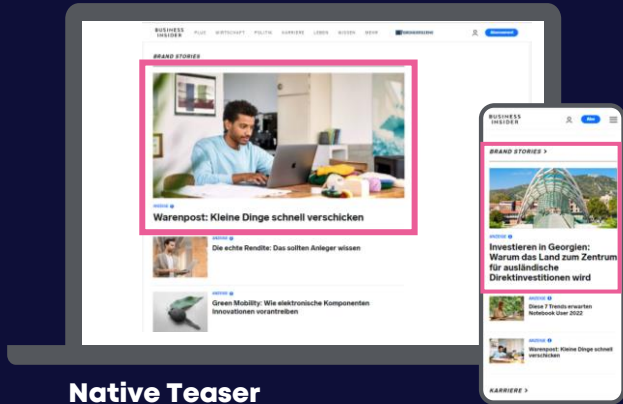 BUSINESS
INSIDER
PLUS WIRTSCHAFT POLITIK KARRIERE LEBEN WISSEN MEHR
BRAND STORIES
ANZEIGE
Warenpost: Kleine Dinge schnell verschicken
ANZEIGE
Die echte Rendite: Das sollten Anleger wissen
ANZEIGE
Green Mobility: Wie elektronische Komponenten
Innovationen vorantreiben
BUSINESS
INSIDER
Abo
BRAND STORIES >
ANZEIGE
Investieren in Georgien:
Warum das Land zum Zentrum
für ausländische
Direktinvestitionen wird
ANZEIGE
Diese 7 Trends erwarten
Notebook User 2022
ANZEIGE
Warenpost: Kleine Dinge schnell
verschicken
KARRIERE >
Native Teaser